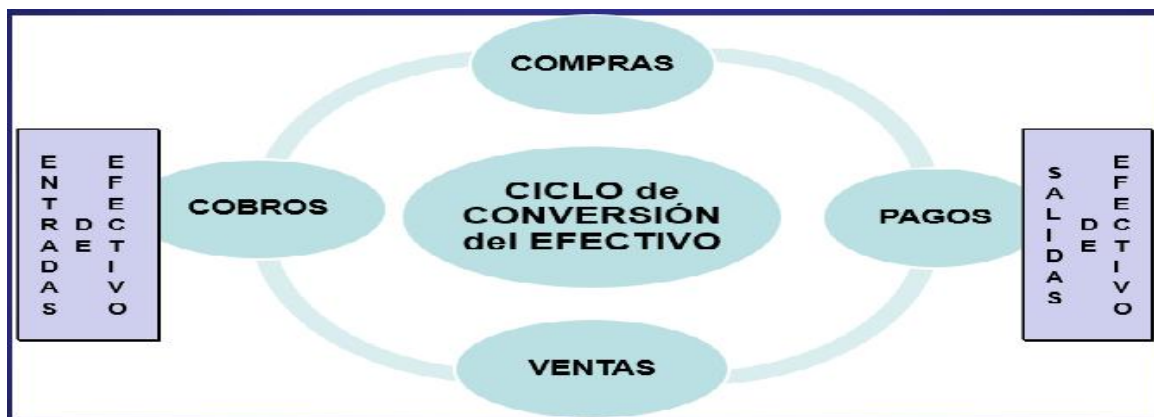 COMPRAS
ENTRADAS
DE
EFECTIVO
COBROS
CICLO de
CONVERSIÓN
del EFECTIVO
PAGOS
SALIDAS
DE
EFECTIVO
VENTAS